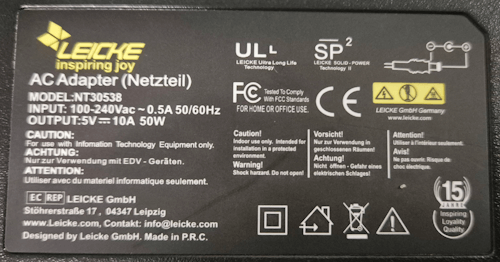 LEICKE
inspiring joy
AC Adapter (Netzteil)
MODEL:NT30538
INPUT: 100-240Vac ~ 0.5A 50/60Hz
OUTPUT:5V 10A 50W
CAUTION:
For use with Infomation Technology Equipment only.
ACHTUNG:
Nur zur Verwendung mit EDV - Geräten.
ATTENTION:
Utiliser avec du materiel informatique seulement.
EC REP LEICKE GmbH
Stöhrerstraße 17 , 04347 Leipzig
www.Leicke.com, Contakt: info@leicke.com
Designed by Leicke GmbH. Made in P.R.C.
UL L
LEICKE Ultra Long Life
Technology
SP2
LEICKE SOLID - POWER
Technology II
FC Tested To Comply
With FCC Standards
FOR HOME OR OFFICE USE.
CE
LEICKE GmbH Germany
www.leicke.com
Caution!
Indoor use only. Intended for
installation in a protected
environment.
Warning!
Shock hazard. Do not open!
Vorsicht!
Nur zur Verwendung in
geschützten Innenräumen.
Achtung!
Nicht öffnen - Gefahr eines
elektrischen Schlages!
Attention!
Utiliser à l'intérieur seulement.
Avis!
Ne pas ouvrir. Risque de
choc électrique.
15
JAHRE
Inspiring,
Loyality,
Quality